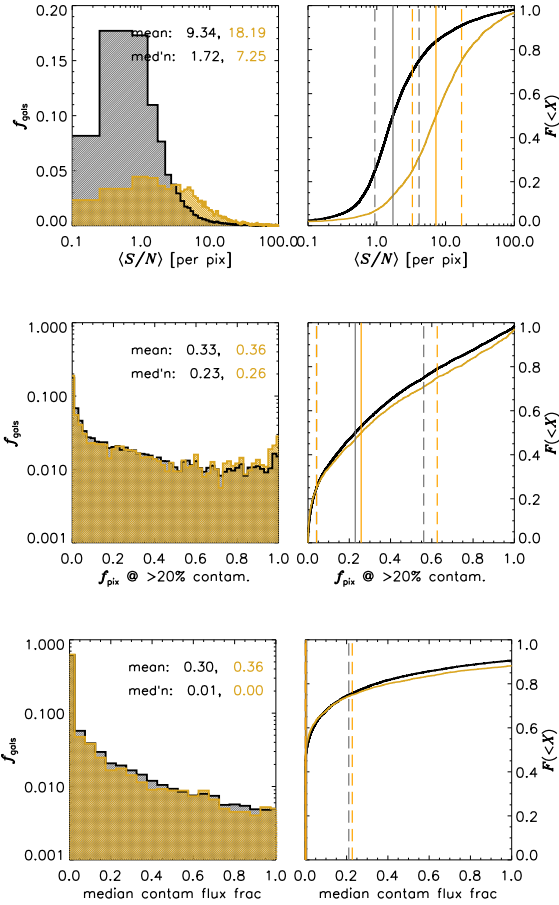 0.20
0.15
0.10
0.05
0.00
f_gals
mean: 9.34, 18.19
med'n: 1.72, 7.25
0.1 1.0 10.0 100.0
⟨S/N⟩ [per pix]
1.0
0.8
0.6
0.4
0.2
0.0
F(<X)
0.1 1.0 10.0 100.0
⟨S/N⟩ [per pix]
1.000
0.100
0.010
0.001
f_gals
mean: 0.33, 0.36
med'n: 0.23, 0.26
0.0 0.2 0.4 0.6 0.8 1.0
f_pix @ >20% contam.
1.0
0.8
0.6
0.4
0.2
0.0
F(<X)
0.0 0.2 0.4 0.6 0.8 1.0
f_pix @ >20% contam.
1.000
0.100
0.010
0.001
f_gals
mean: 0.30, 0.36
med'n: 0.01, 0.00
0.0 0.2 0.4 0.6 0.8 1.0
median contam flux frac
1.0
0.8
0.6
0.4
0.2
0.0
F(<X)
0.0 0.2 0.4 0.6 0.8 1.0
median contam flux frac